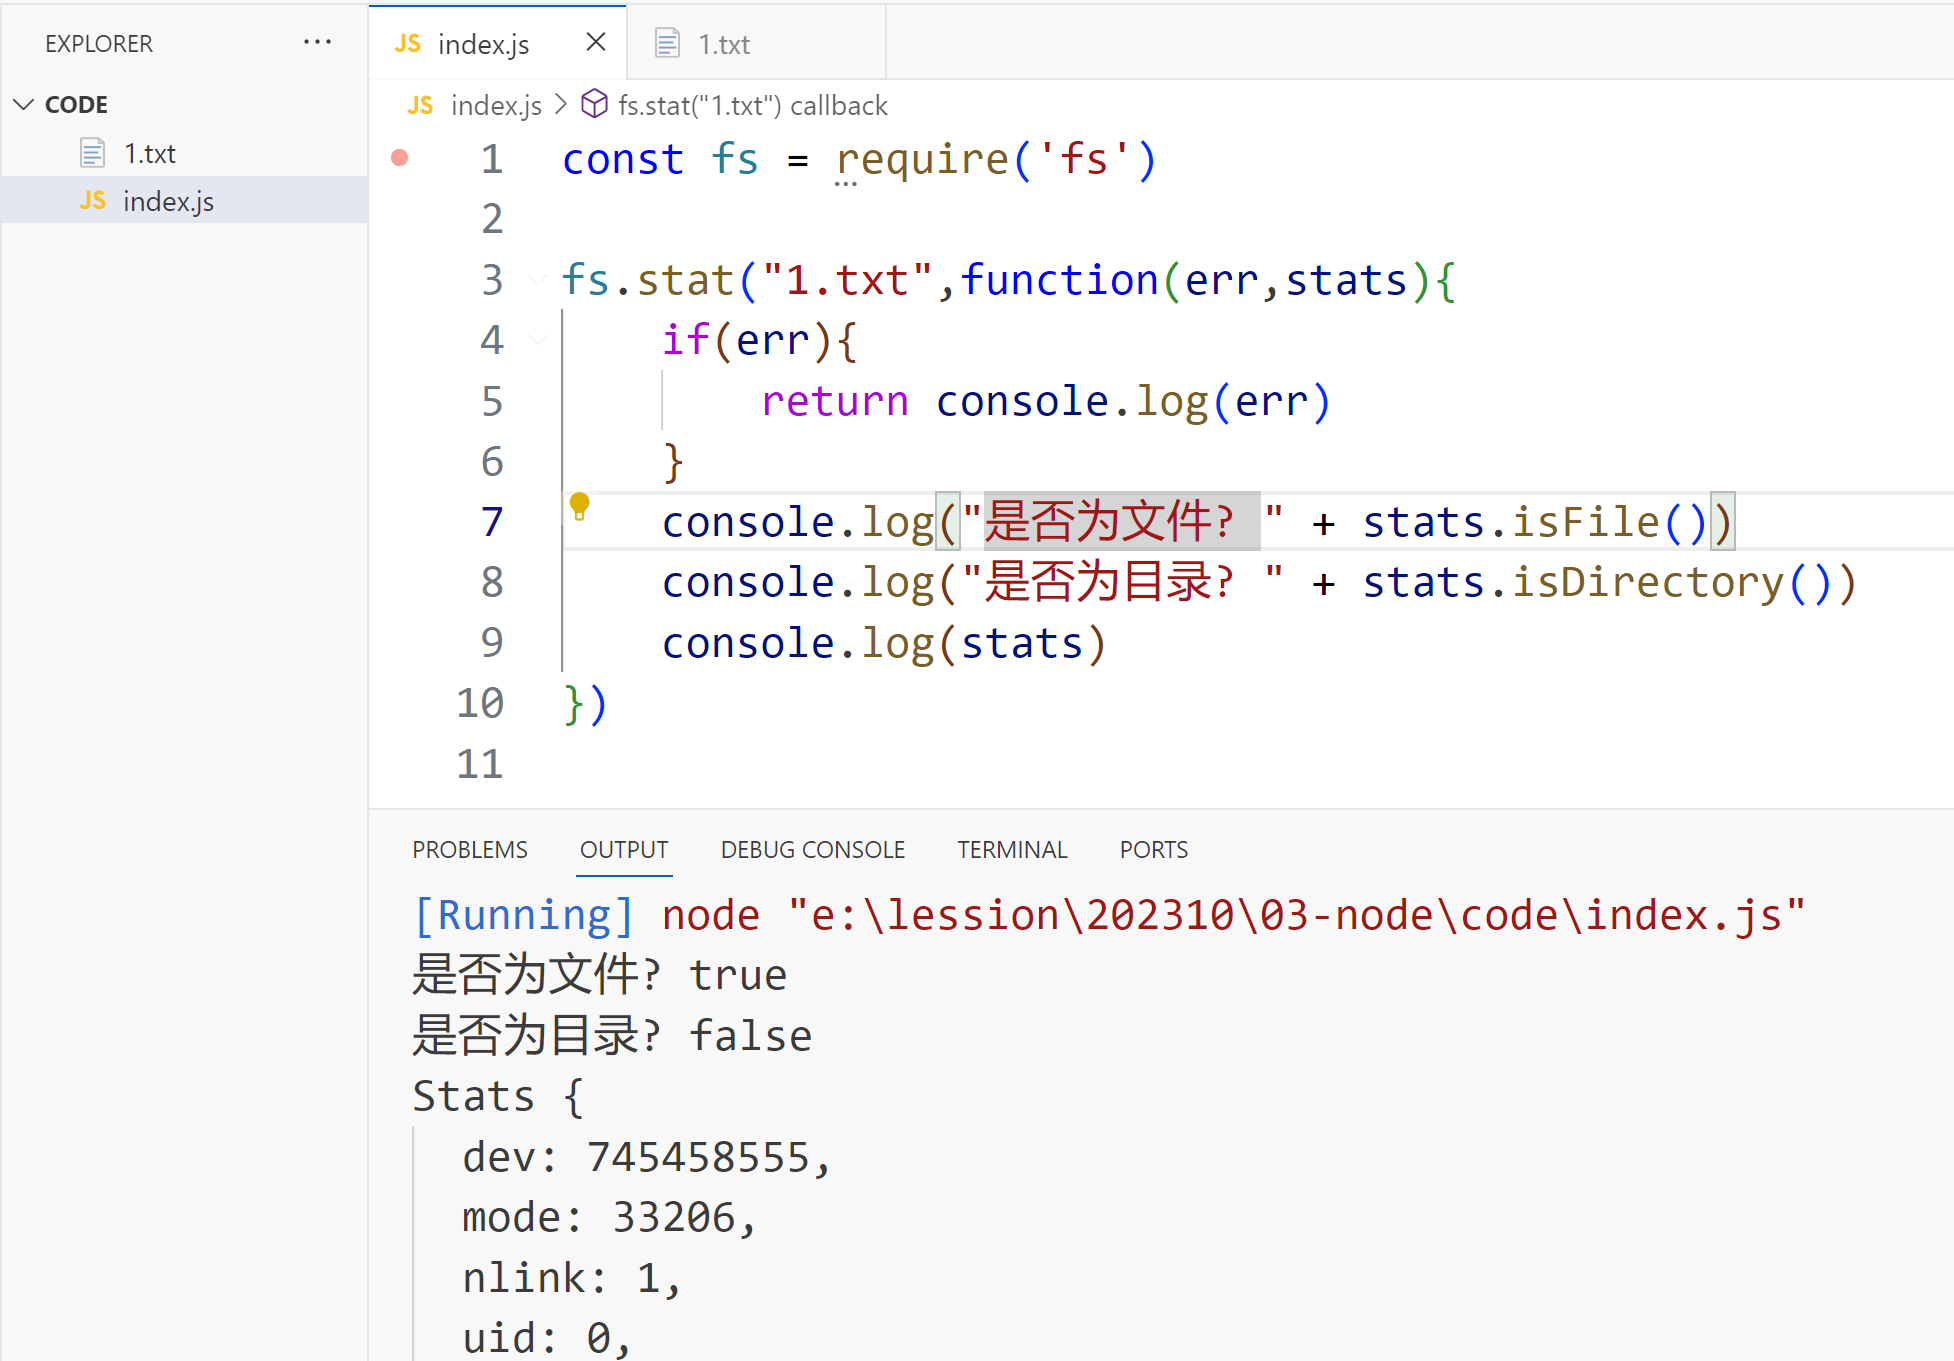 EXPLORER ···
CODE
1.txt
JS index.js
JS index.js
1.txt
JS index.js > fs.stat("1.txt") callback
1 const fs = require('fs')
2
3 fs.stat("1.txt",function(err,stats){
4 if(err){
5 return console.log(err)
6 }
7 console.log("是否为文件? " + stats.isFile())
8 console.log("是否为目录? " + stats.isDirectory())
9 console.log(stats)
10 })
11
PROBLEMS OUTPUT DEBUG CONSOLE TERMINAL PORTS
[Running] node "e:\lession\202310\03-node\code\index.js"
是否为文件? true
是否为目录? false
Stats {
dev: 745458555,
mode: 33206,
nlink: 1,
uid: 0,